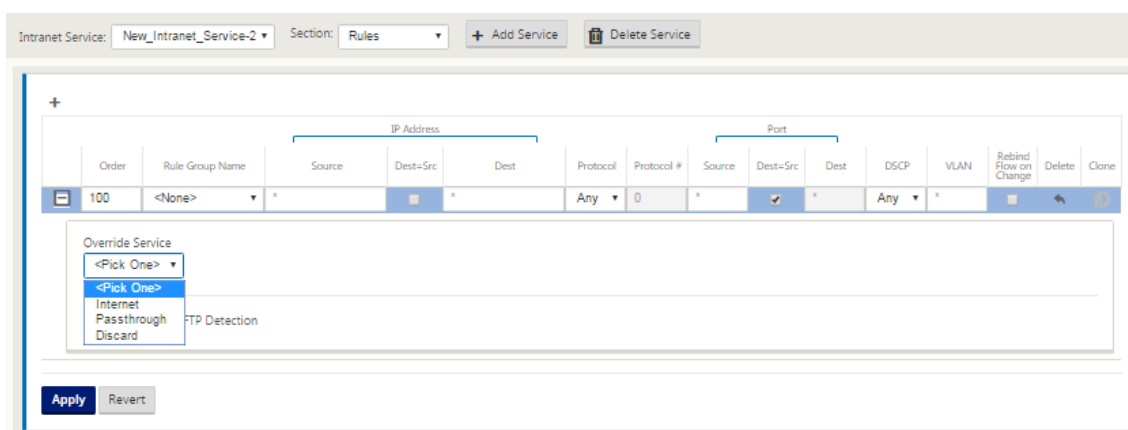 Intranet Service: New_Intranet_Service-2 Section: Rules + Add Service Delete Service
+
IP Address Port
Order Rule Group Name Source Dest=Src Dest Protocol Protocol # Source Dest=Src Dest DSCP VLAN Rebind Flow on Change Delete Clone
100 <None> * * Any 0 * * Any *
Override Service
<Pick One>
<Pick One>
Internet
Passthrough FTP Detection
Discard
Apply Revert